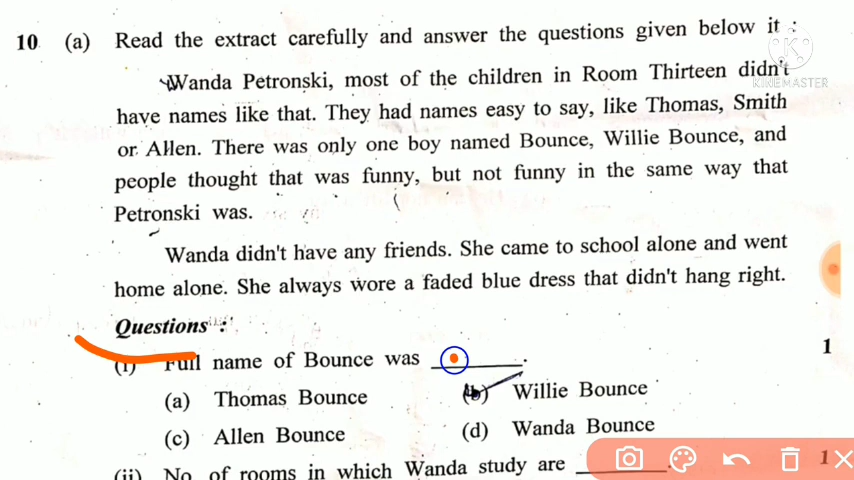 10 (a) Read the extract carefully and answer the questions given below it :
KINEMASTER
Wanda Petronski, most of the children in Room Thirteen didn't
have names like that. They had names easy to say, like Thomas, Smith
or Allen. There was only one boy named Bounce, Willie Bounce, and
people thought that was funny, but not funny in the same way that
Petronski was.
Wanda didn't have any friends. She came to school alone and went
home alone. She always wore a faded blue dress that didn't hang right.
Questions :
(i) Full name of Bounce was ________. 1
(a) Thomas Bounce (b) Willie Bounce
(c) Allen Bounce (d) Wanda Bounce
(ii) No. of rooms in which Wanda study are ________. 1